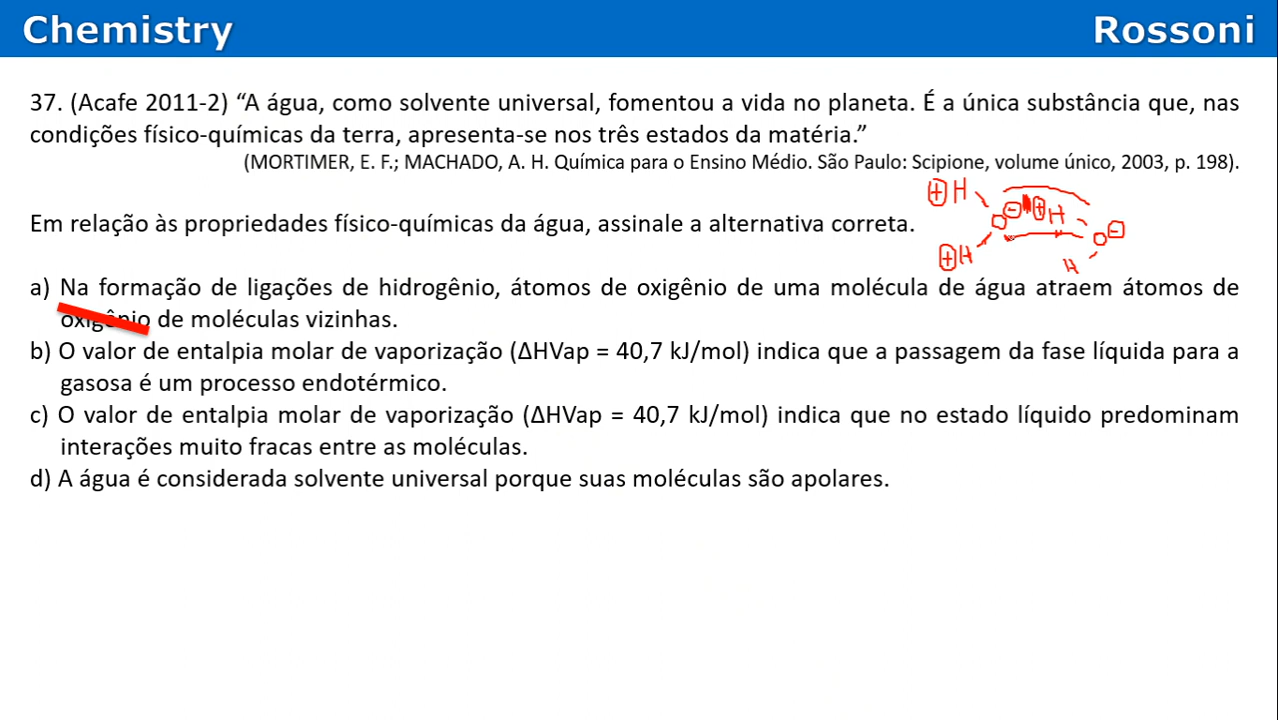 Chemistry Rossoni
37. (Acafe 2011-2) “A água, como solvente universal, fomentou a vida no planeta. É a única substância que, nas
condições físico-químicas da terra, apresenta-se nos três estados da matéria.”
(MORTIMER, E. F.; MACHADO, A. H. Química para o Ensino Médio. São Paulo: Scipione, volume único, 2003, p. 198).
+ H
O - + H
Em relação às propriedades físico-químicas da água, assinale a alternativa correta.
O -
+ H
H
a) Na formação de ligações de hidrogênio, átomos de oxigênio de uma molécula de água atraem átomos de
oxigênio de moléculas vizinhas.
b) O valor de entalpia molar de vaporização (ΔHVap = 40,7 kJ/mol) indica que a passagem da fase líquida para a
gasosa é um processo endotérmico.
c) O valor de entalpia molar de vaporização (ΔHVap = 40,7 kJ/mol) indica que no estado líquido predominam
interações muito fracas entre as moléculas.
d) A água é considerada solvente universal porque suas moléculas são apolares.